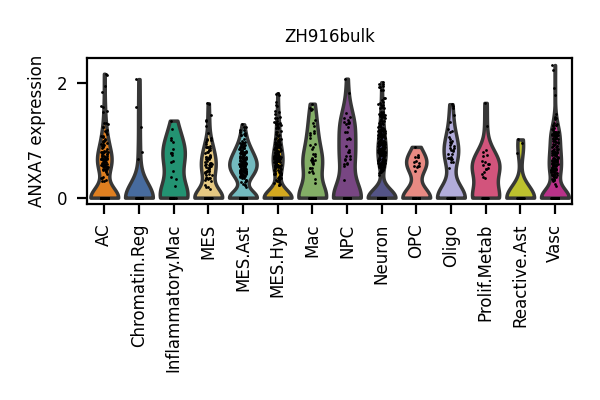 ZH916bulk
ANXA7 expression
2
0
AC
Chromatin.Reg
Inflammatory.Mac
MES
MES.Ast
MES.Hyp
Mac
NPC
Neuron
OPC
Oligo
Prolif.Metab
Reactive.Ast
Vasc